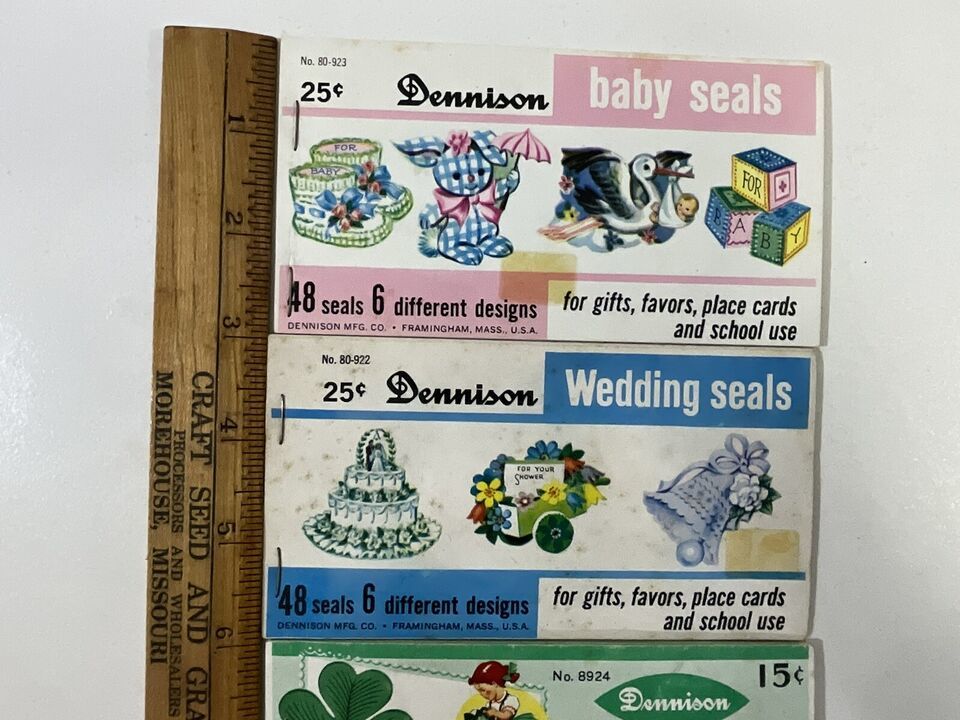 No. 80-923
25¢ Dennison baby seals
FOR
BABY
FOR
B A B Y
48 seals 6 different designs
DENNISON MFG. CO. • FRAMINGHAM, MASS., U.S.A.
for gifts, favors, place cards
and school use
No. 80-922
25¢ Dennison Wedding seals
FOR YOUR
SHOWER
48 seals 6 different designs
DENNISON MFG. CO. • FRAMINGHAM, MASS., U.S.A.
for gifts, favors, place cards
and school use
No. 8924
Dennison
15¢
1
2
3
4
5
6
CRAFT SEED AND GRA
PROCESSORS AND WHOLESALERS
MOREHOUSE, MISSOURI